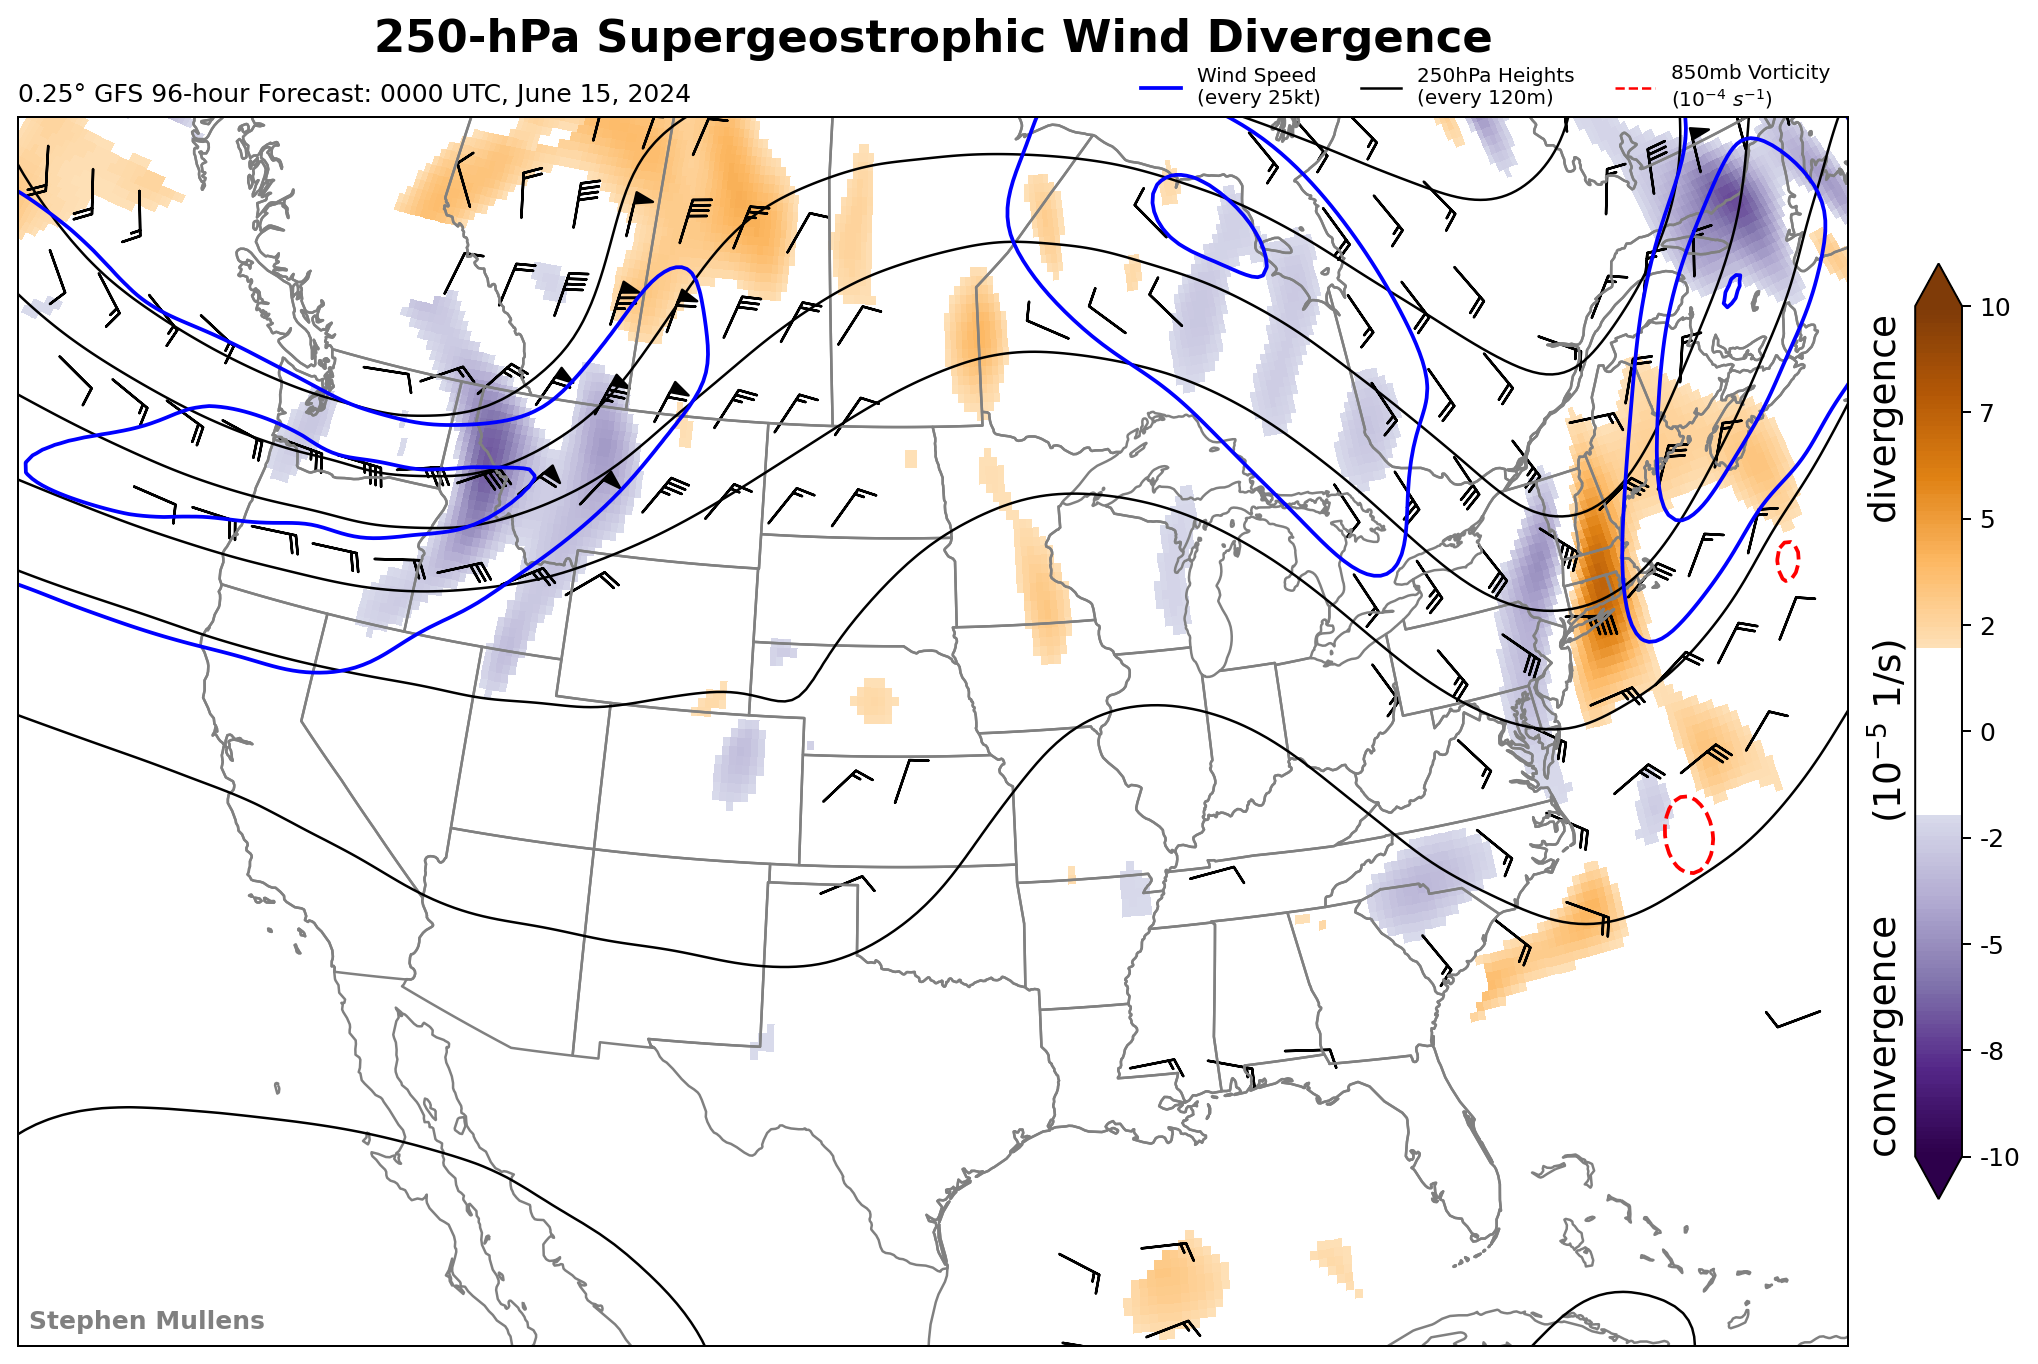 250-hPa Supergeostrophic Wind Divergence
0.25° GFS 96-hour Forecast: 0000 UTC, June 15, 2024
Wind Speed
(every 25kt)
250hPa Heights
(every 120m)
850mb Vorticity
(10⁻⁴ s⁻¹)
divergence
(10⁻⁵ 1/s)
convergence
10
7
5
2
0
-2
-5
-8
-10
Stephen Mullens